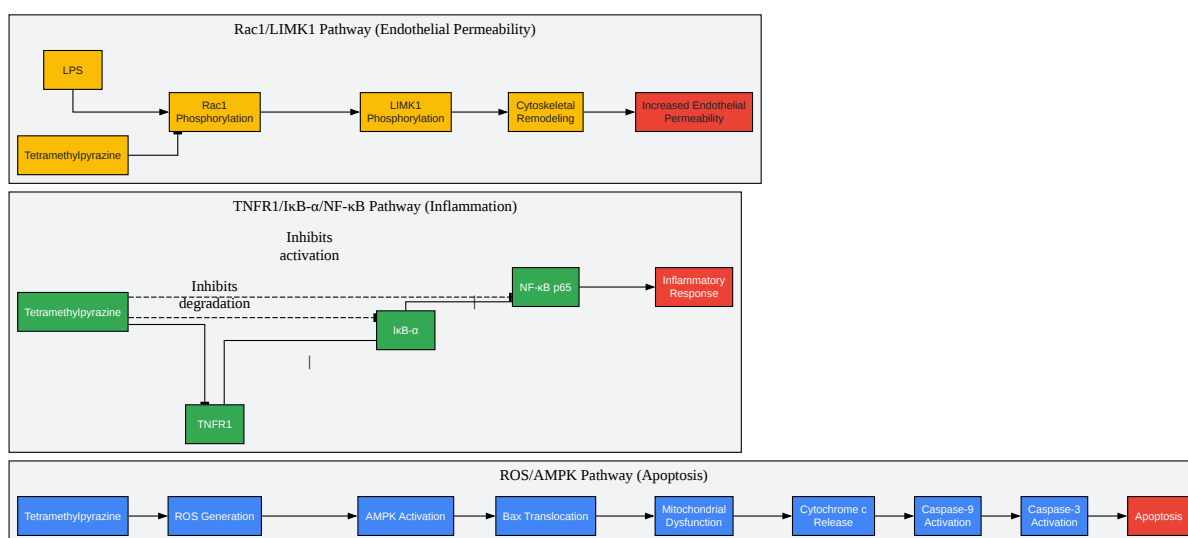 Rac1/LIMK1 Pathway (Endothelial Permeability)
LPS
Rac1
Phosphorylation
LIMK1
Phosphorylation
Cytoskeletal
Remodeling
Increased Endothelial
Permeability
Tetramethylpyrazine
TNFR1/IκB-α/NF-κB Pathway (Inflammation)
Inhibits
activation
Inhibits
degradation
Tetramethylpyrazine
NF-κB p65
Inflammatory
Response
IκB-α
|
|
TNFR1
ROS/AMPK Pathway (Apoptosis)
Tetramethylpyrazine
ROS Generation
AMPK Activation
Bax Translocation
Mitochondrial
Dysfunction
Cytochrome c
Release
Caspase-9
Activation
Caspase-3
Activation
Apoptosis